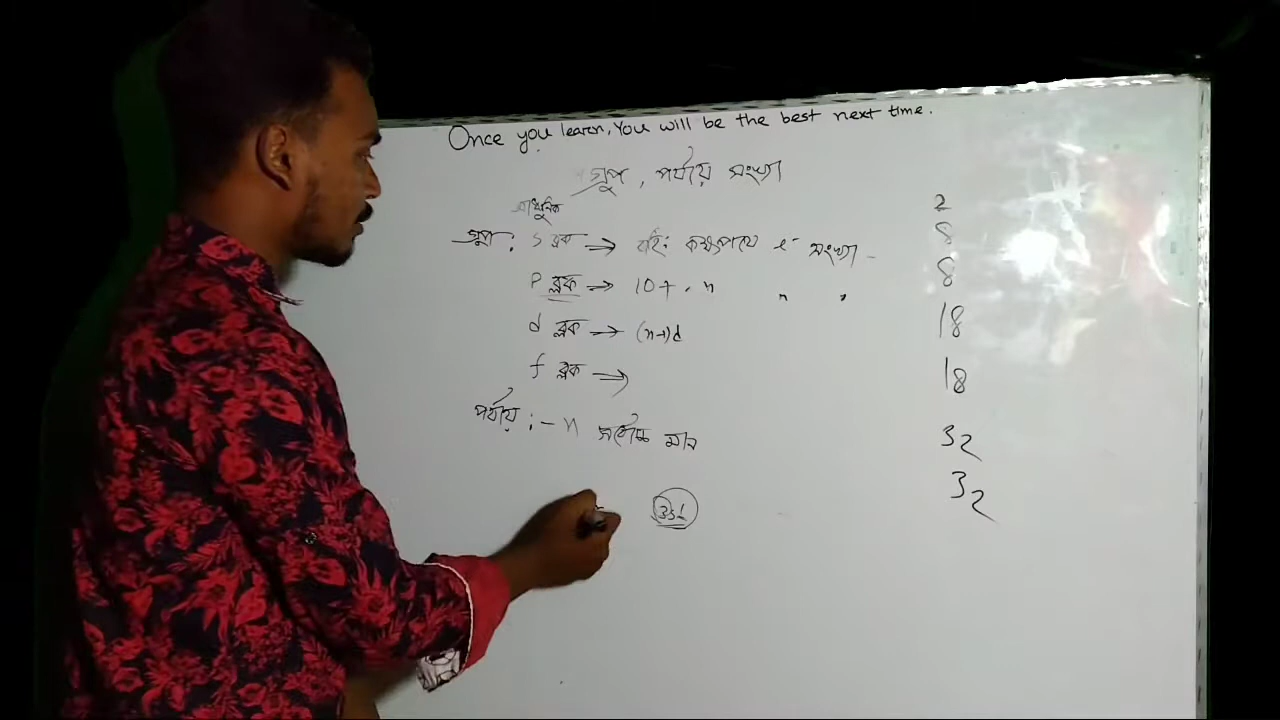 Once you learn, You will be the best next time.
গ্রুপ, পর্যায় সংখ্যা
আধুনিক
গ্রুপ : s ব্লক → বহিঃ কক্ষপথে e⁻ সংখ্যা -
P ব্লক → 10 + " " "
d ব্লক → (n-1)d
f ব্লক →
পর্যায় :- n সর্বোচ্চ মান
2
8
8
18
18
32
32